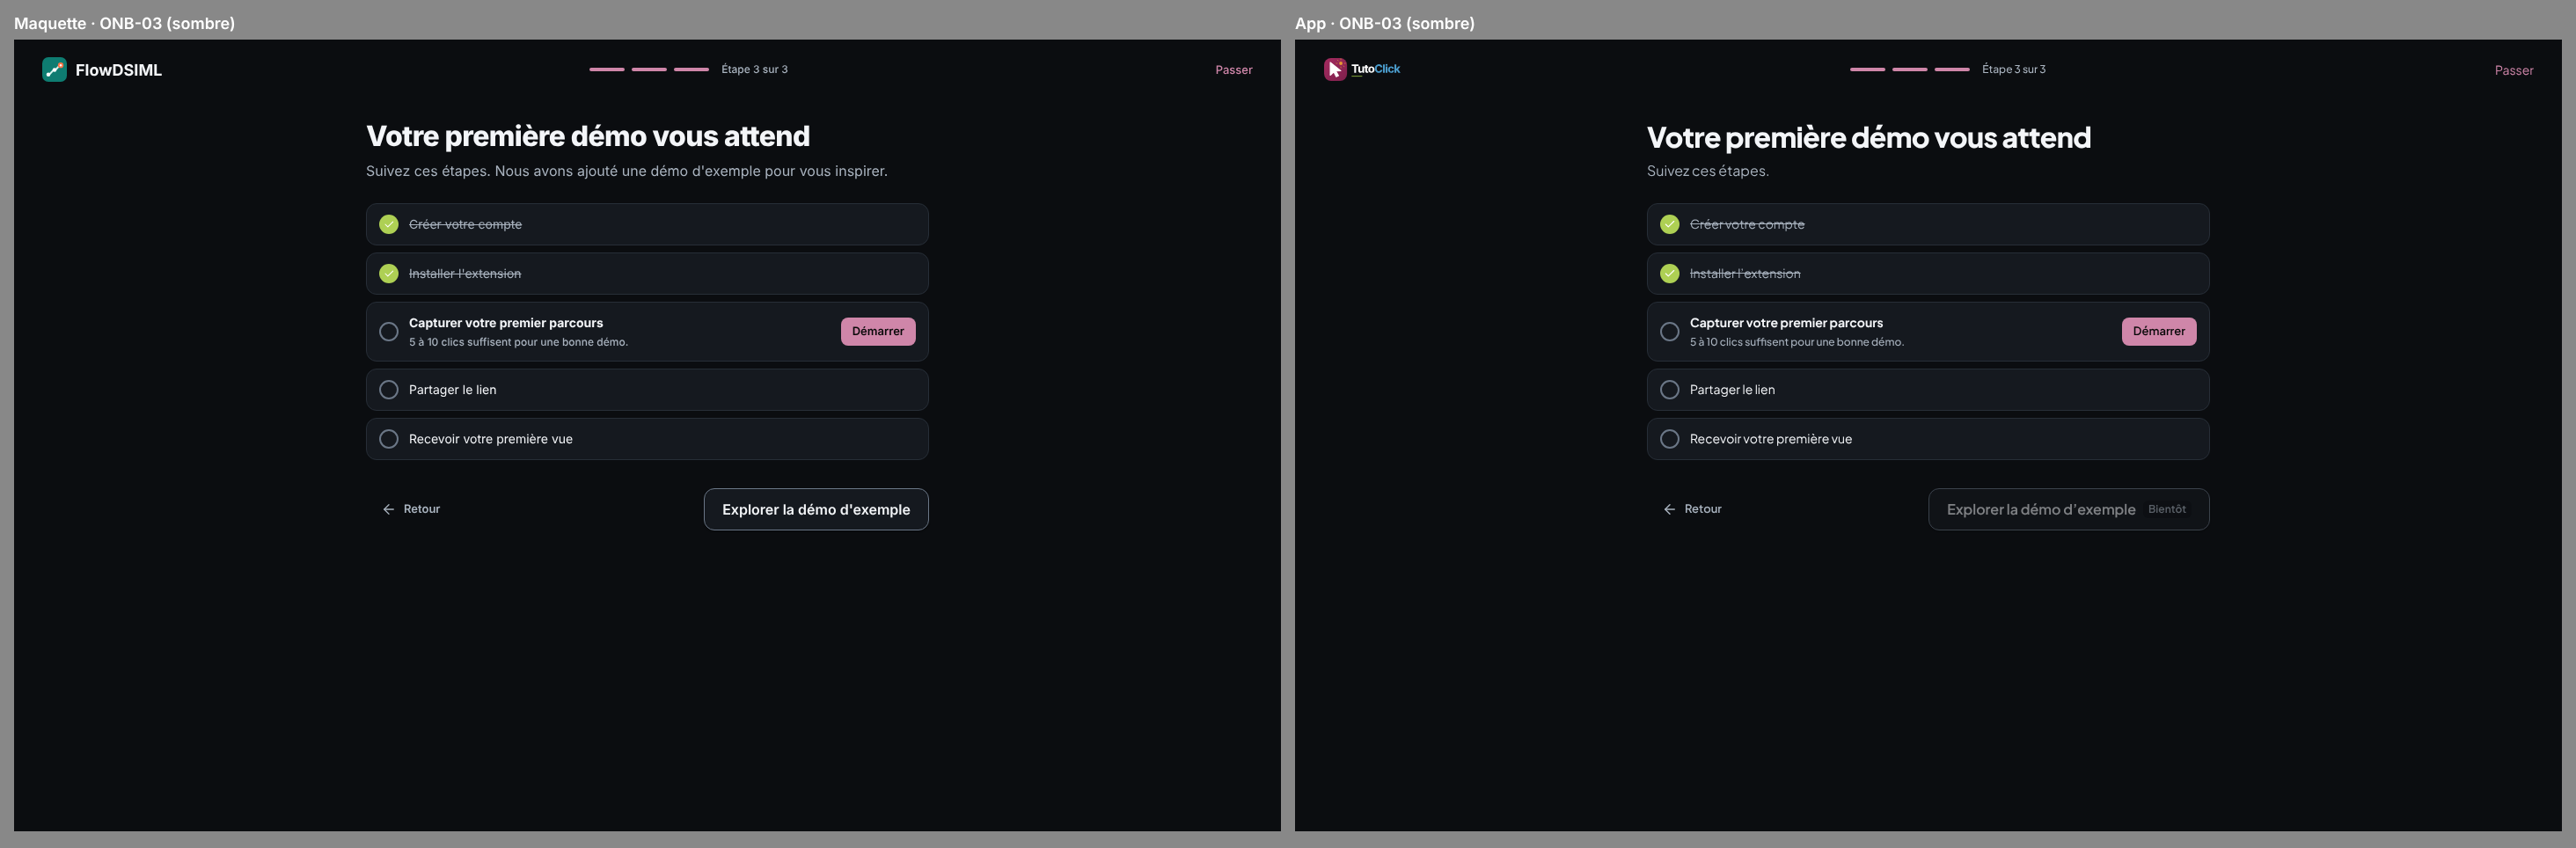 Maquette · ONB-03 (sombre)
FlowDSIML
Étape 3 sur 3
Passer
Votre première démo vous attend
Suivez ces étapes. Nous avons ajouté une démo d'exemple pour vous inspirer.
Créer votre compte
Installer l'extension
Capturer votre premier parcours
5 à 10 clics suffisent pour une bonne démo.
Démarrer
Partager le lien
Recevoir votre première vue
Retour
Explorer la démo d'exemple
App · ONB-03 (sombre)
TutoClick
Étape 3 sur 3
Passer
Votre première démo vous attend
Suivez ces étapes.
Créer votre compte
Installer l'extension
Capturer votre premier parcours
5 à 10 clics suffisent pour une bonne démo.
Démarrer
Partager le lien
Recevoir votre première vue
Retour
Explorer la démo d’exemple Bientôt